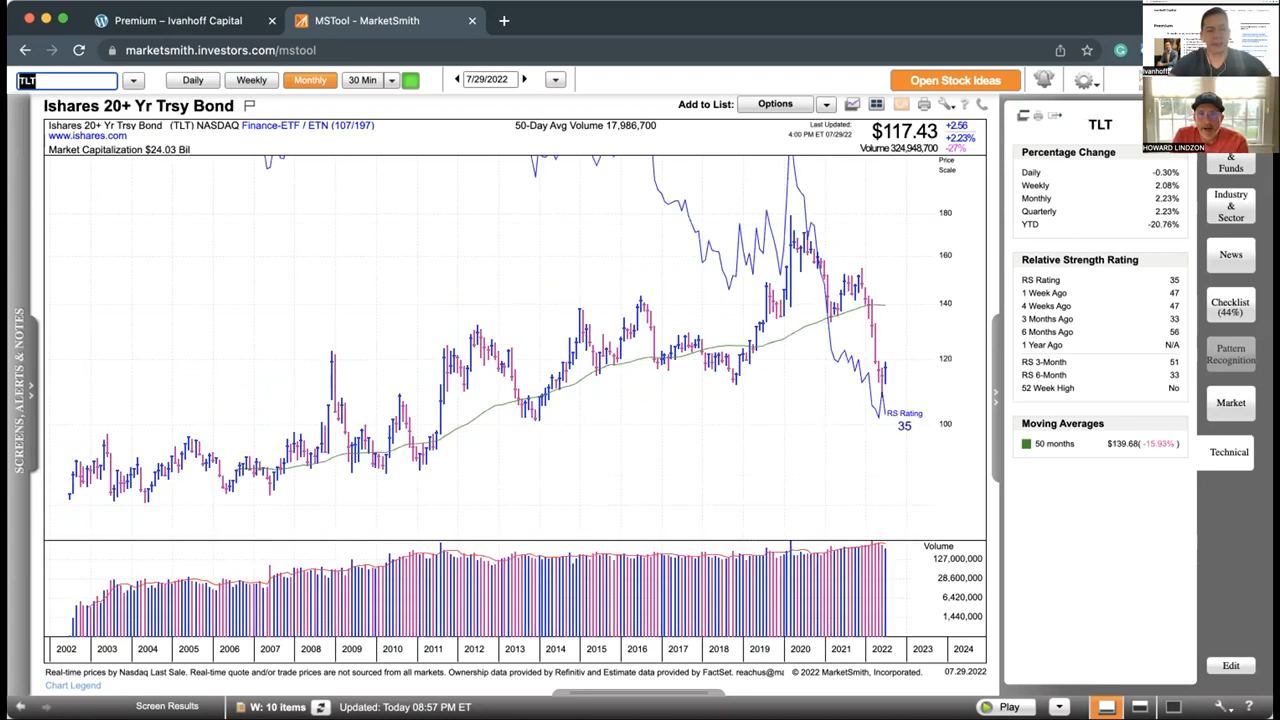 Premium – Ivanhoff Capital
MSTool - MarketSmith
marketsmith.investors.com/mstool
TLT
Daily
Weekly
Monthly
30 Min
7/29/2022
Open Stock Ideas
Ishares 20+ Yr Trsy Bond
Add to List:
Options
Ishares 20+ Yr Trsy Bond (TLT) NASDAQ Finance-ETF / ETN (107/197)
50-Day Avg Volume 17,986,700
Last Updated:
4:00 PM ET 07/29/22
$117.43
+2.56
+2.23%
www.ishares.com
Market Capitalization $24.03 Bil
Volume 324,948,700
-27%
Price
Scale
180
160
140
120
100
RS Rating
35
Volume
127,000,000
28,600,000
6,420,000
1,440,000
2002 2003 2004 2005 2006 2007 2008 2009 2010 2011 2012 2013 2014 2015 2016 2017 2018 2019 2020 2021 2022 2023 2024
Real-time prices by Nasdaq Last Sale. Real-time quote and/or trade prices are not sourced from all markets. Ownership data provided by Refinitiv and Estimate data provided by FactSet. reachus@ma © 2022 MarketSmith, Incorporated.
07.29.2022
Chart Legend
SCREENS, ALERTS & NOTES
TLT
Percentage Change
Daily -0.30%
Weekly 2.08%
Monthly 2.23%
Quarterly 2.23%
YTD -20.76%
Relative Strength Rating
RS Rating 35
1 Week Ago 47
4 Weeks Ago 47
3 Months Ago 33
6 Months Ago 56
1 Year Ago N/A
RS 3-Month 51
RS 6-Month 33
52 Week High No
Moving Averages
50 months $139.68( -15.93% )
Premium
Ivanhoff
HOWARD LINDZON
&
Funds
Industry
&
Sector
News
Checklist
(44%)
Pattern
Recognition
Market
Technical
Edit
Screen Results
W: 10 items
Updated: Today 08:57 PM ET
Play